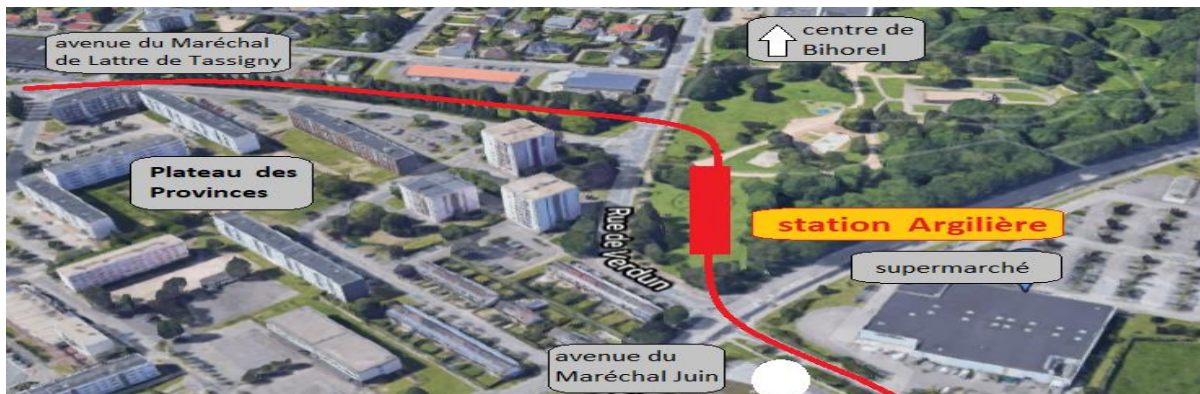 avenue du Maréchal
de Lattre de Tassigny
centre de
Bihorel
Plateau des
Provinces
Rue de Verdun
station Argilière
supermarché
avenue du
Maréchal Juin